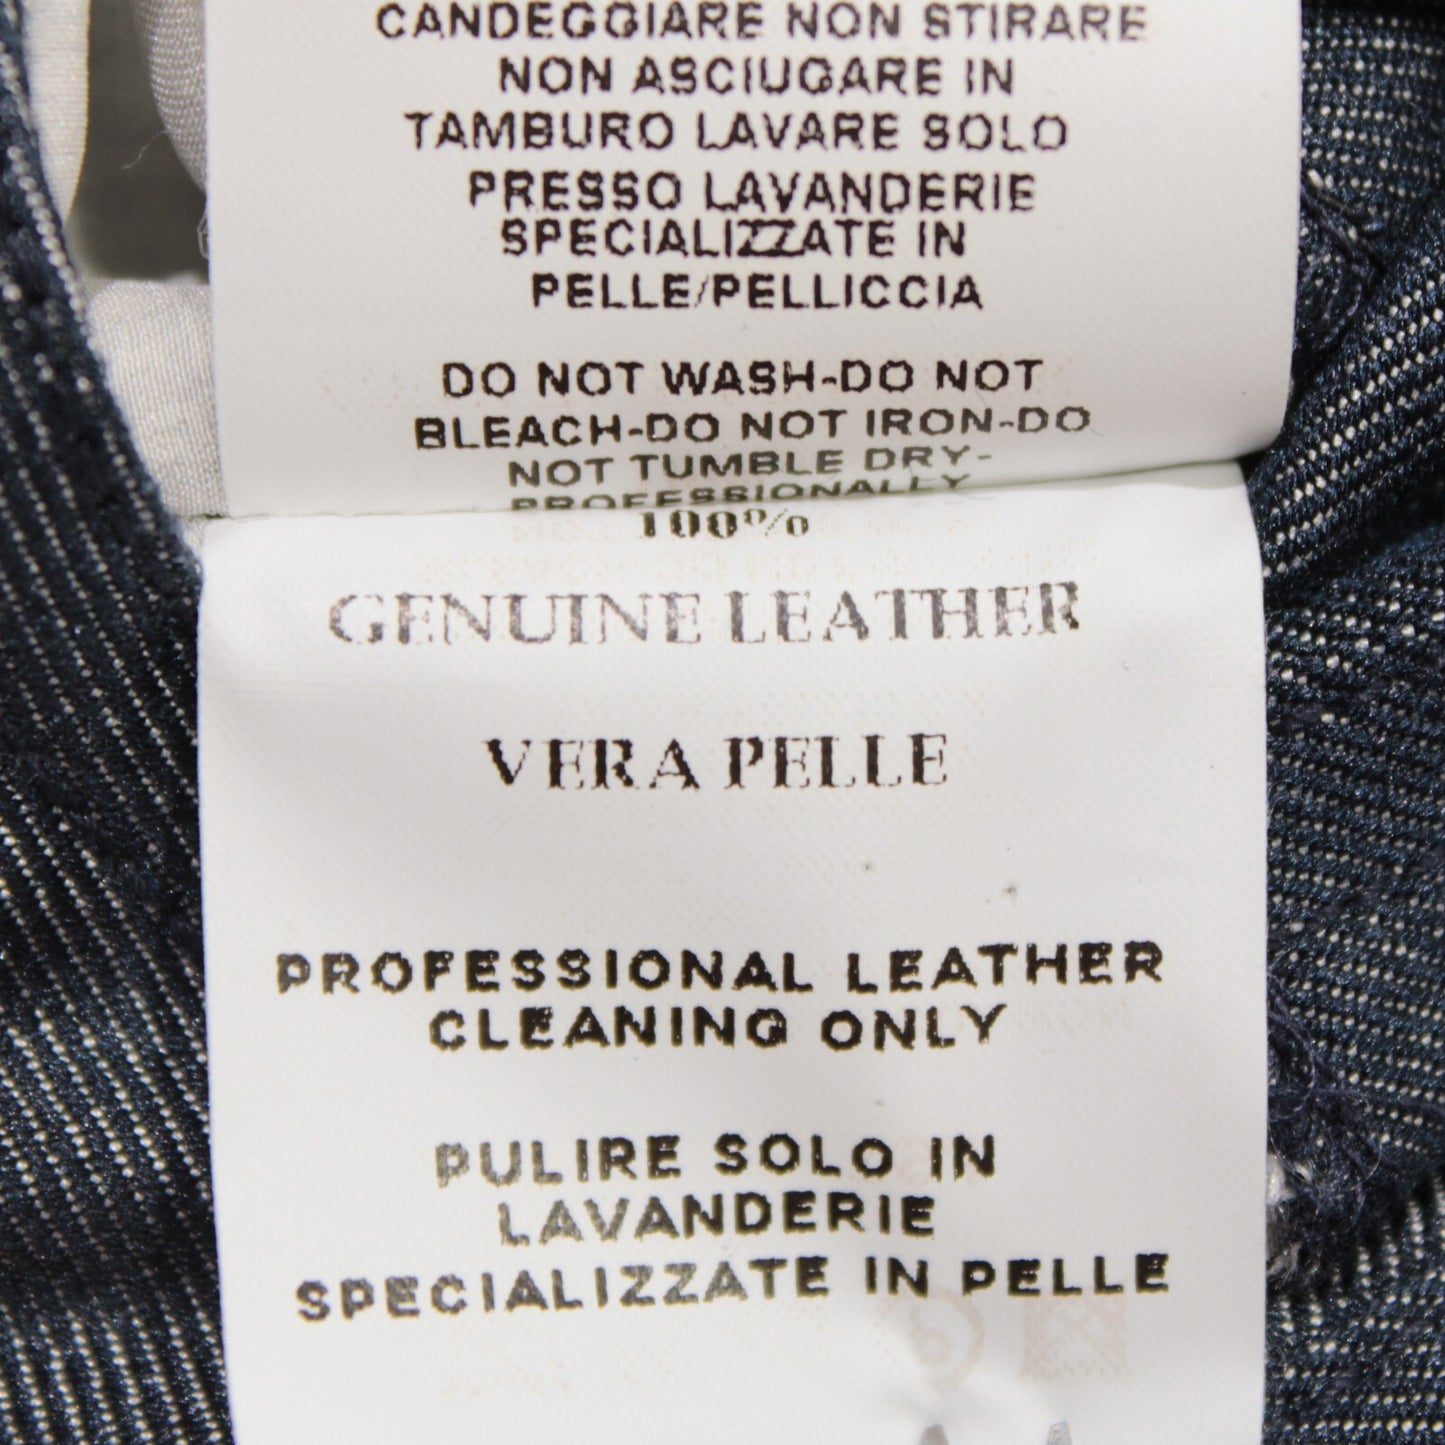 CANDEGGIARE NON STIRARE
NON ASCIUGARE IN
TAMBURO LAVARE SOLO
PRESSO LAVANDERIE
SPECIALIZZATE IN
PELLE/PELLICCIA
DO NOT WASH-DO NOT
BLEACH-DO NOT IRON-DO
NOT TUMBLE DRY-
PROFESSIONALLY
100%
GENUINE LEATHER
VERA PELLE
PROFESSIONAL LEATHER
CLEANING ONLY
PULIRE SOLO IN
LAVANDERIE
SPECIALIZZATE IN PELLE